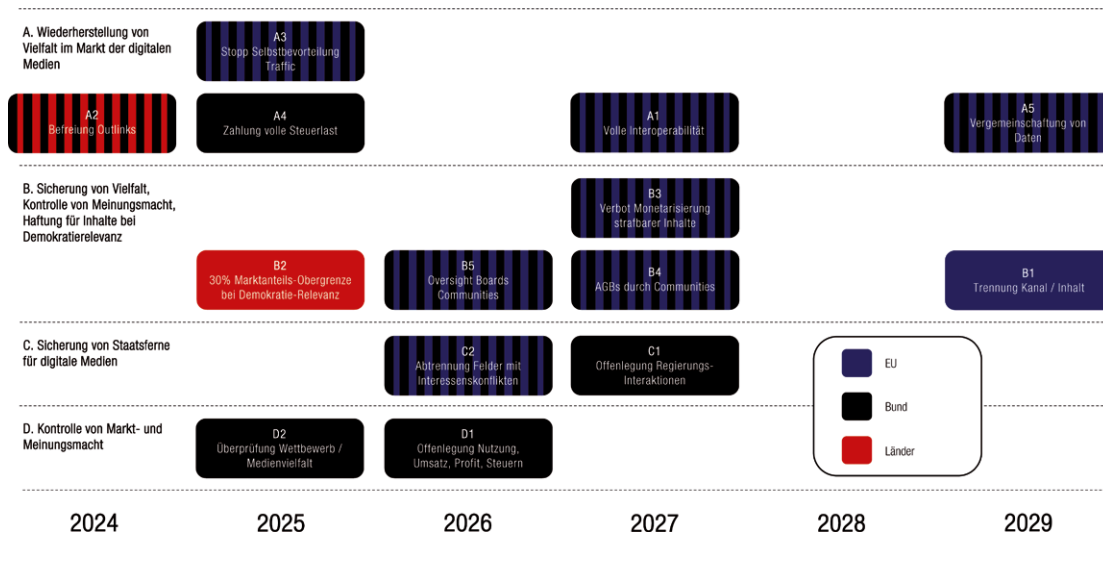 A. Wiederherstellung von
Vielfalt im Markt der digitalen
Medien
A3
Stopp Selbstbevorteilung
Traffic
A2
Befreiung Outlinks
A4
Zahlung volle Steuerlast
A1
Volle Interoperabilität
A5
Vergemeinschaftung von
Daten
B. Sicherung von Vielfalt,
Kontrolle von Meinungsmacht,
Haftung für Inhalte bei
Demokratierelevanz
B3
Verbot Monetarisierung
strafbarer Inhalte
B2
30% Marktanteils-Obergrenze
bei Demokratie-Relevanz
B5
Oversight Boards
Communities
B4
AGBs durch Communities
B1
Trennung Kanal / Inhalt
C. Sicherung von Staatsferne
für digitale Medien
C2
Abtrennung Felder mit
Interessenskonflikten
C1
Offenlegung Regierungs-
Interaktionen
EU
Bund
Länder
D. Kontrolle von Markt- und
Meinungsmacht
D2
Überprüfung Wettbewerb /
Medienvielfalt
D1
Offenlegung Nutzung,
Umsatz, Profit, Steuern
2024 2025 2026 2027 2028 2029